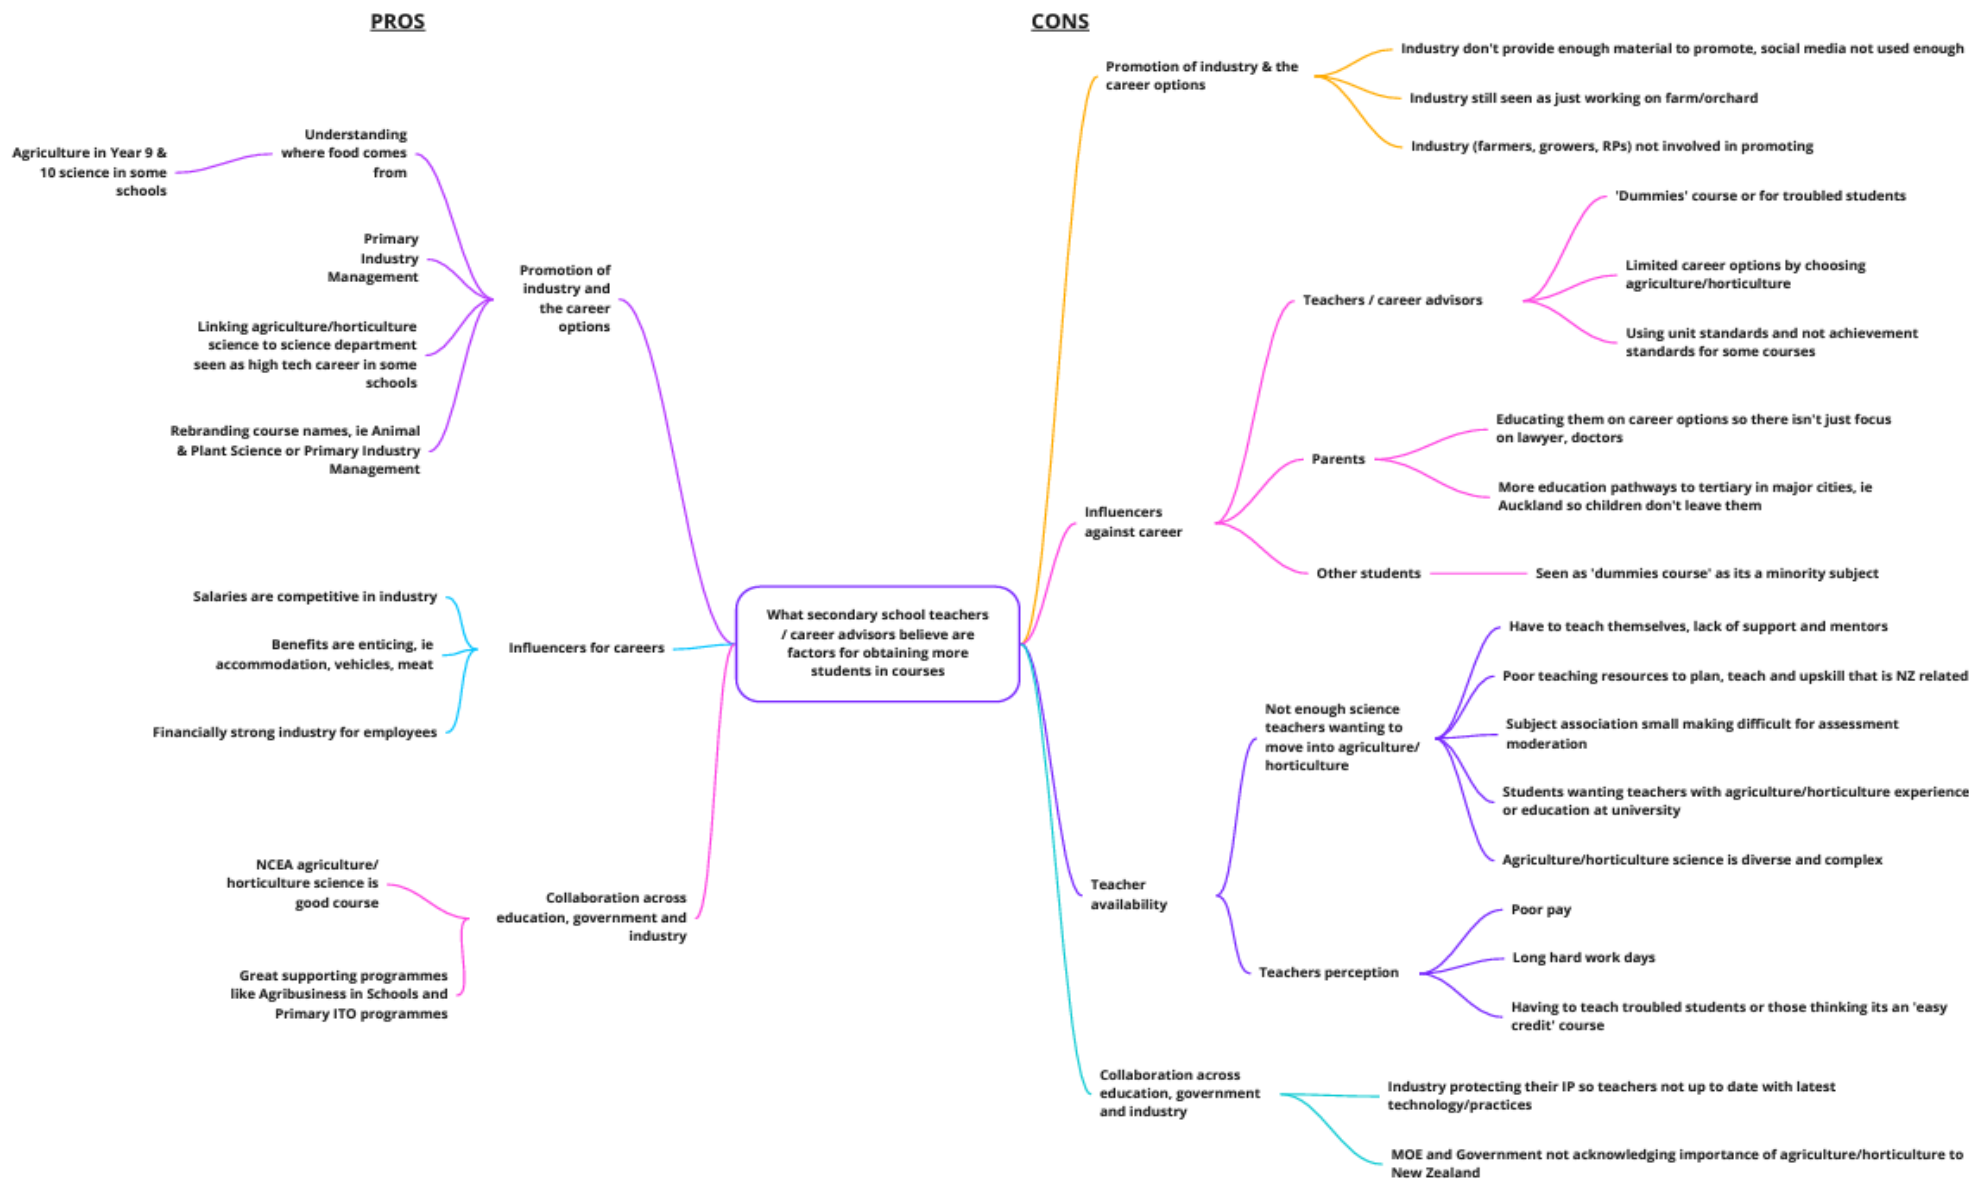 PROS
Understanding
where food comes
from
Agriculture in Year 9 &
10 science in some
schools
Primary
Industry
Management
Promotion of
industry and
the career
options
Linking agriculture/horticulture
science to science department
seen as high tech career in some
schools
Rebranding course names, ie Animal
& Plant Science or Primary Industry
Management
Salaries are competitive in industry
Benefits are enticing, ie
accommodation, vehicles, meat
Influencers for careers
Financially strong industry for employees
NCEA agriculture/
horticulture science is
good course
Collaboration across
education, government and
industry
Great supporting programmes
like Agribusiness in Schools and
Primary ITO programmes
What secondary school teachers
/ career advisors believe are
factors for obtaining more
students in courses
CONS
Promotion of industry & the
career options
Industry don't provide enough material to promote, social media not used enough
Industry still seen as just working on farm/orchard
Industry (farmers, growers, RPs) not involved in promoting
Influencers
against career
Teachers / career advisors
'Dummies' course or for troubled students
Limited career options by choosing
agriculture/horticulture
Using unit standards and not achievement
standards for some courses
Parents
Educating them on career options so there isn't just focus
on lawyer, doctors
More education pathways to tertiary in major cities, ie
Auckland so children don't leave them
Other students
Seen as 'dummies course' as its a minority subject
Teacher
availability
Not enough science
teachers wanting to
move into agriculture/
horticulture
Have to teach themselves, lack of support and mentors
Poor teaching resources to plan, teach and upskill that is NZ related
Subject association small making difficult for assessment
moderation
Students wanting teachers with agriculture/horticulture experience
or education at university
Agriculture/horticulture science is diverse and complex
Teachers perception
Poor pay
Long hard work days
Having to teach troubled students or those thinking its an 'easy
credit' course
Collaboration across
education, government
and industry
Industry protecting their IP so teachers not up to date with latest
technology/practices
MOE and Government not acknowledging importance of agriculture/horticulture to
New Zealand